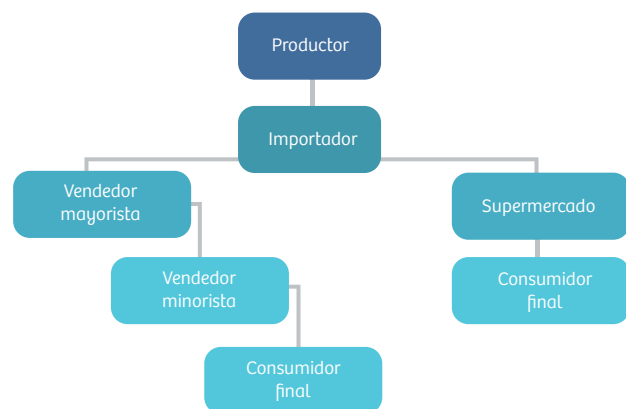 Productor
Importador
Vendedor
mayorista
Supermercado
Vendedor
minorista
Consumidor
final
Consumidor
final